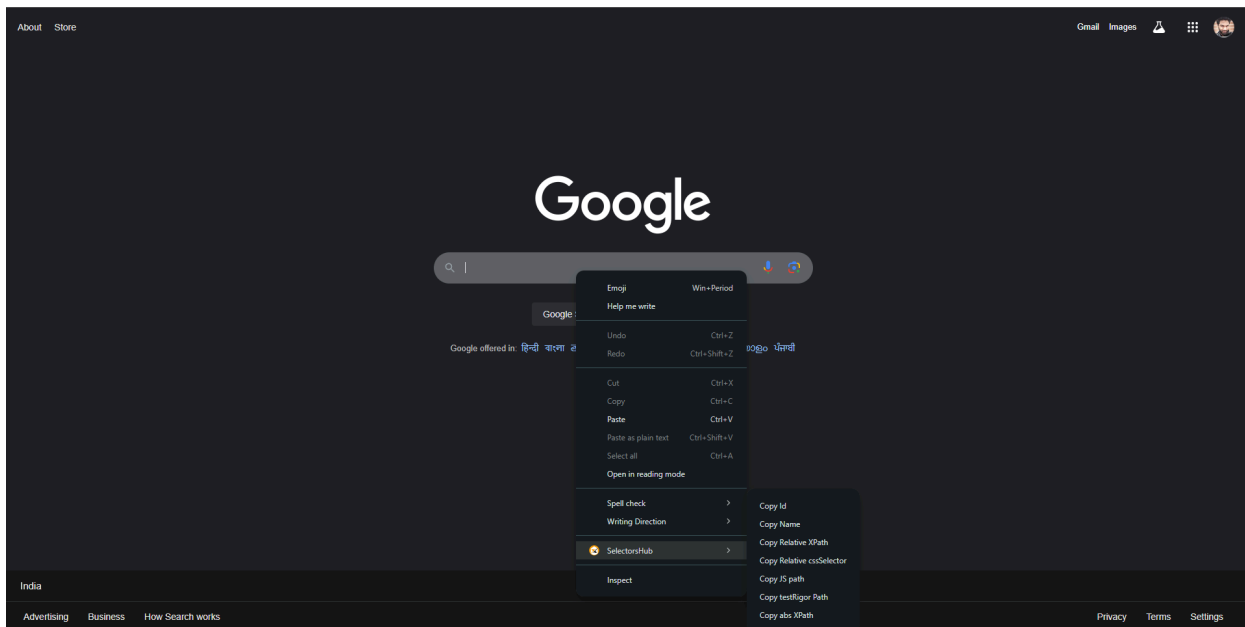 About Store
Gmail Images
Google
Google
Google offered in: हिन्दी বাংলা ਪੰਜਾਬੀ
Emoji Win+Period
Help me write
Undo Ctrl+Z
Redo Ctrl+Shift+Z
Cut Ctrl+X
Copy Ctrl+C
Paste Ctrl+V
Paste as plain text Ctrl+Shift+V
Select all Ctrl+A
Open in reading mode
Spell check
Writing Direction
SelectorsHub
Inspect
Copy Id
Copy Name
Copy Relative XPath
Copy Relative cssSelector
Copy JS path
Copy testRigor Path
Copy abs XPath
India
Advertising Business How Search works
Privacy Terms Settings